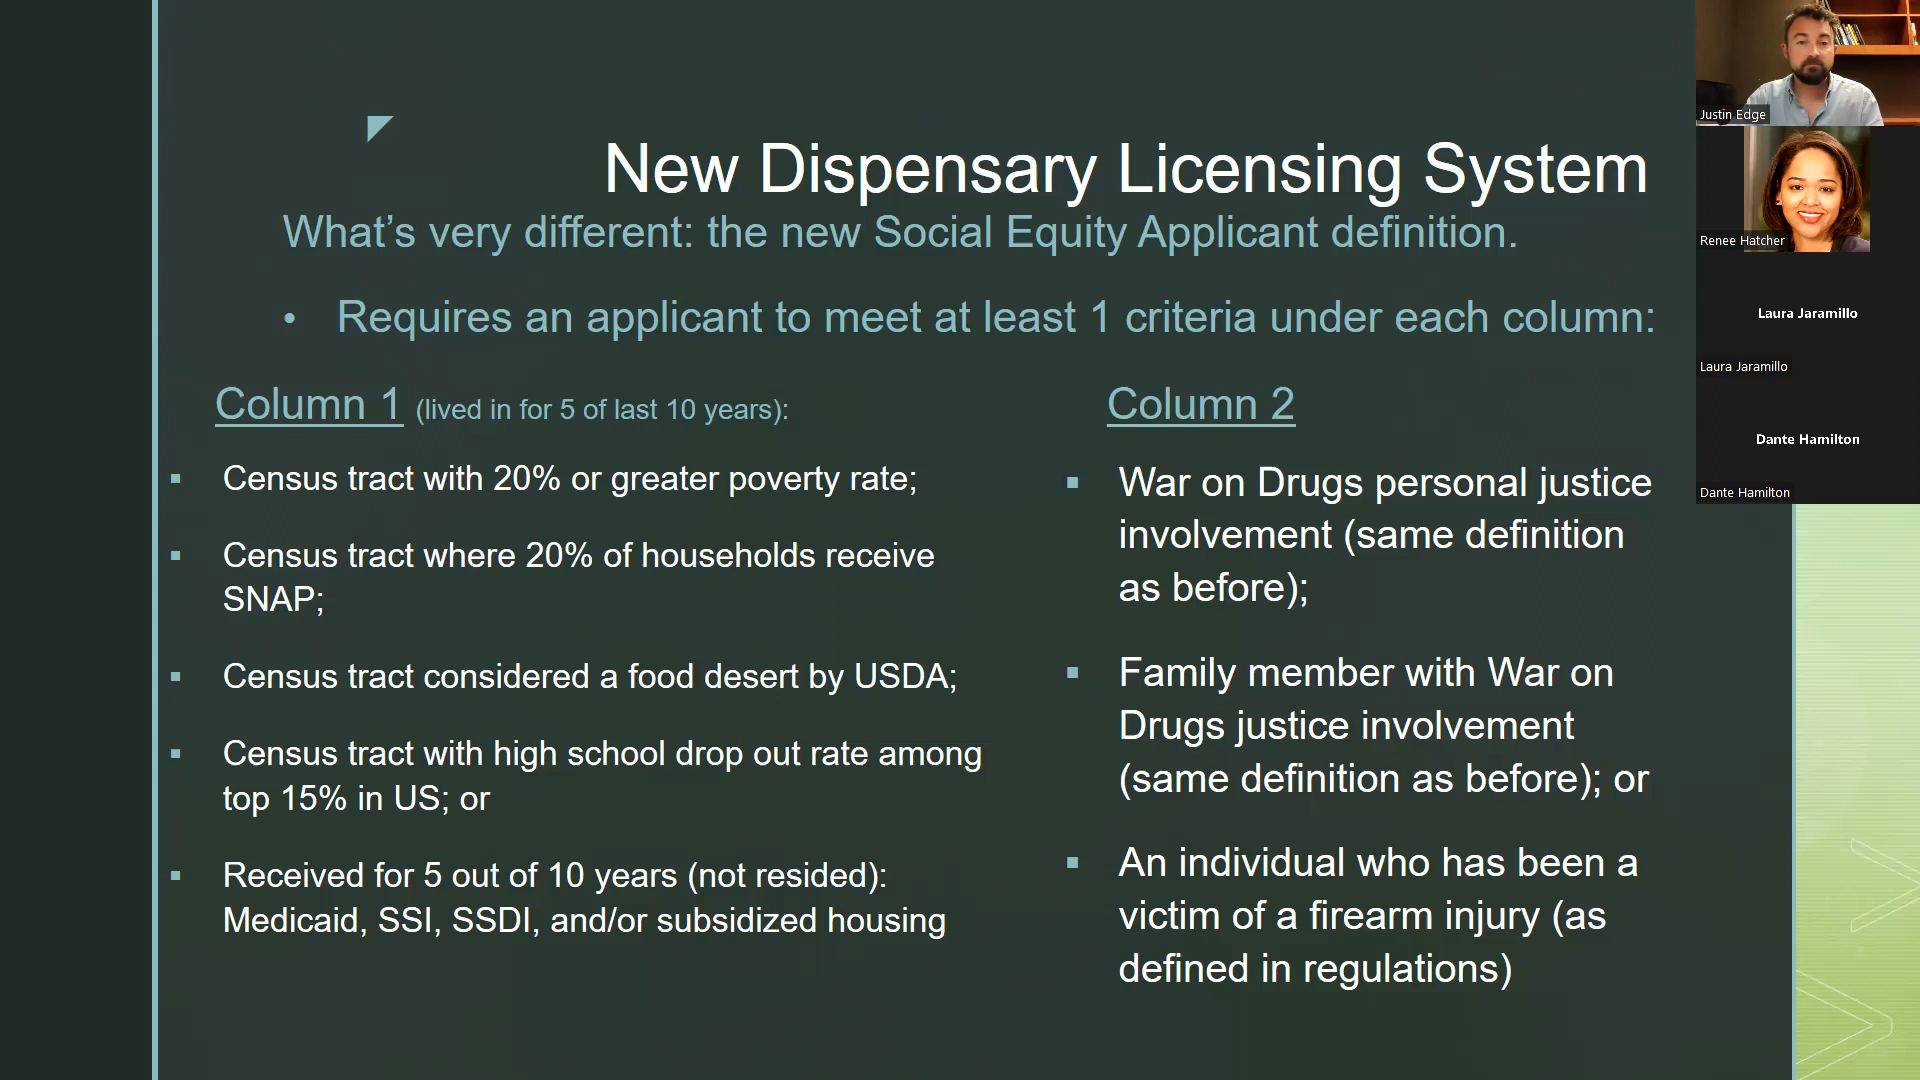 New Dispensary Licensing System
What’s very different: the new Social Equity Applicant definition.
• Requires an applicant to meet at least 1 criteria under each column:
Column 1 (lived in for 5 of last 10 years):
▪ Census tract with 20% or greater poverty rate;
▪ Census tract where 20% of households receive
SNAP;
▪ Census tract considered a food desert by USDA;
▪ Census tract with high school drop out rate among
top 15% in US; or
▪ Received for 5 out of 10 years (not resided):
Medicaid, SSI, SSDI, and/or subsidized housing
Column 2
▪ War on Drugs personal justice
involvement (same definition
as before);
▪ Family member with War on
Drugs justice involvement
(same definition as before); or
▪ An individual who has been a
victim of a firearm injury (as
defined in regulations)
Justin Edge
Renee Hatcher
Laura Jaramillo
Laura Jaramillo
Dante Hamilton
Dante Hamilton